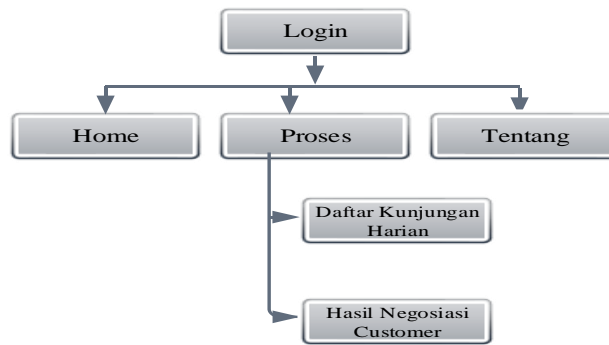 Login
Home
Proses
Tentang
Daftar Kunjungan
Harian
Hasil Negosiasi
Customer